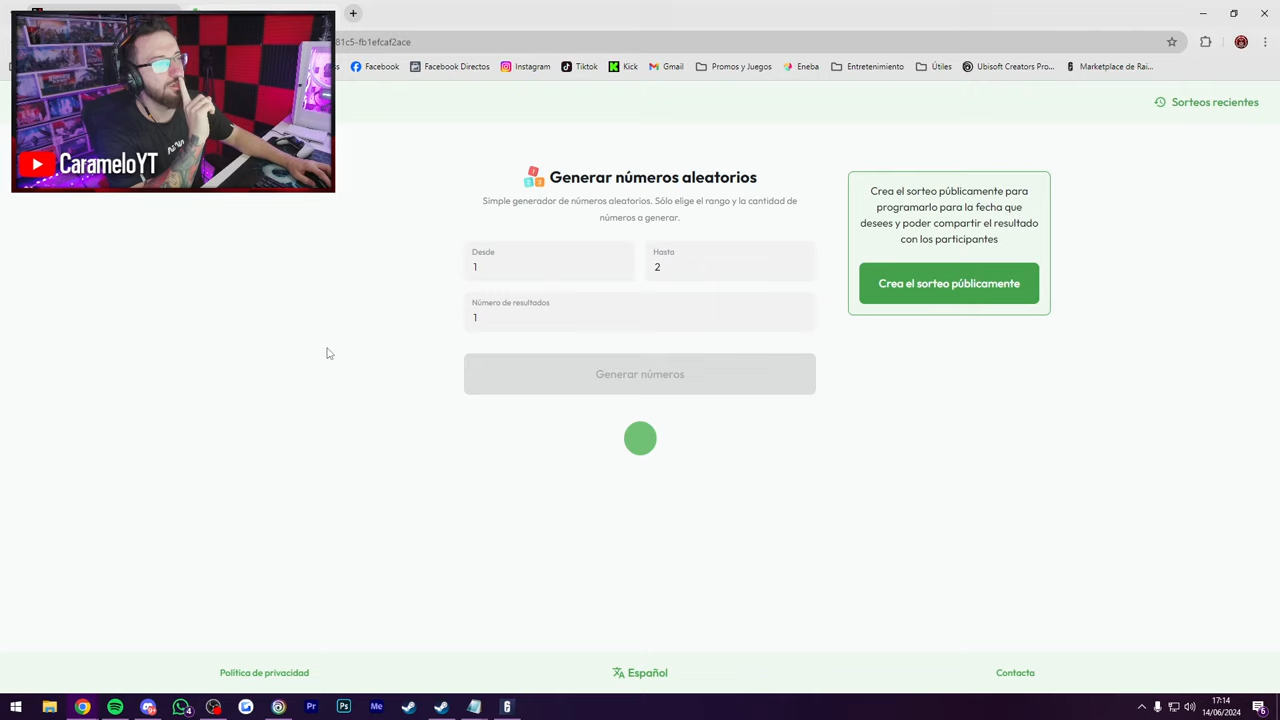 81c5-fb1efcaf2ace
Facebook
Facebook Directos
Instagram
Tiktok
Kick
Gmail
Promos y Juegos
Eneba
Entretenimiento
Útiles
Ubisoft Creators Pro...
Marketplace de Rai...
Sorteos recientes
CarameloYT
Generar números aleatorios
Simple generador de números aleatorios. Sólo elige el rango y la cantidad de
números a generar.
Desde
1
Hasta
2
Número de resultados
1
Generar números
Crea el sorteo públicamente para
programarlo para la fecha que
desees y poder compartir el resultado
con los participantes
Crea el sorteo públicamente
Política de privacidad
Español
Contacta
17:14
14/06/2024